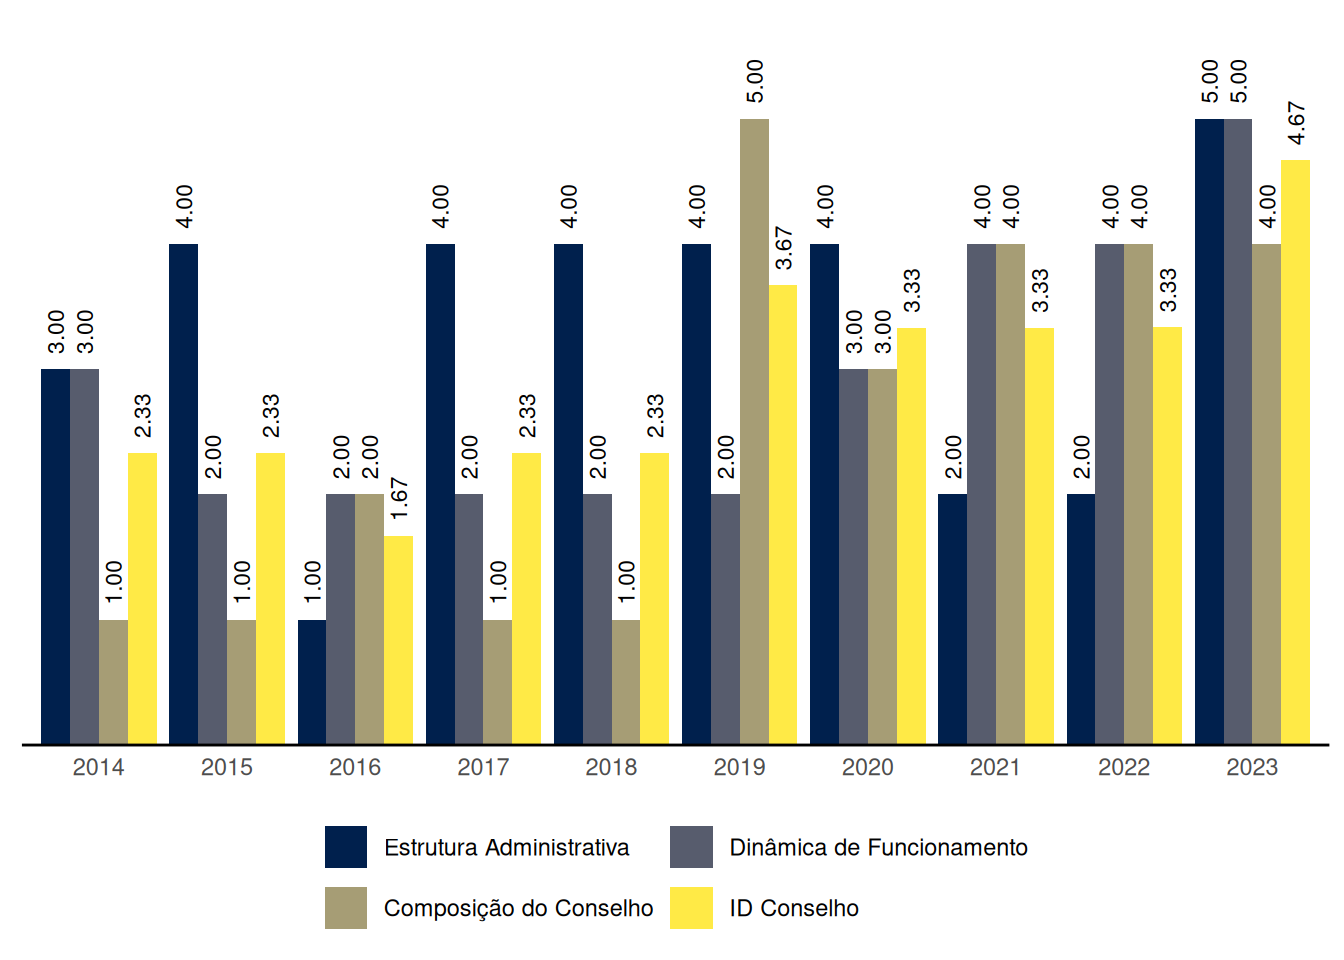 3.00 3.00 1.00 2.33
4.00 2.00 1.00 2.33
1.00 2.00 2.00 1.67
4.00 2.00 1.00 2.33
4.00 2.00 1.00 2.33
4.00 2.00 5.00 3.67
4.00 3.00 3.00 3.33
2.00 4.00 4.00 3.33
2.00 4.00 4.00 3.33
5.00 5.00 4.00 4.67
2014 2015 2016 2017 2018 2019 2020 2021 2022 2023
Estrutura Administrativa Dinâmica de Funcionamento
Composição do Conselho ID Conselho